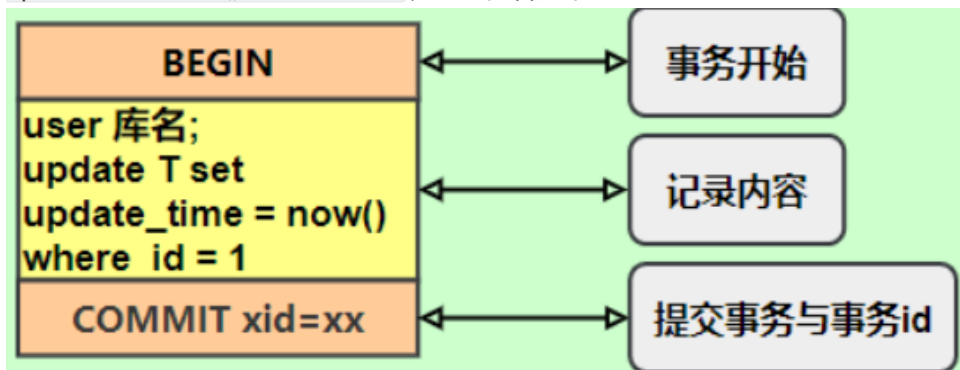 BEGIN
事务开始
user 库名;
update T set
update_time = now()
where id = 1
记录内容
COMMIT xid=xx
提交事务与事务id